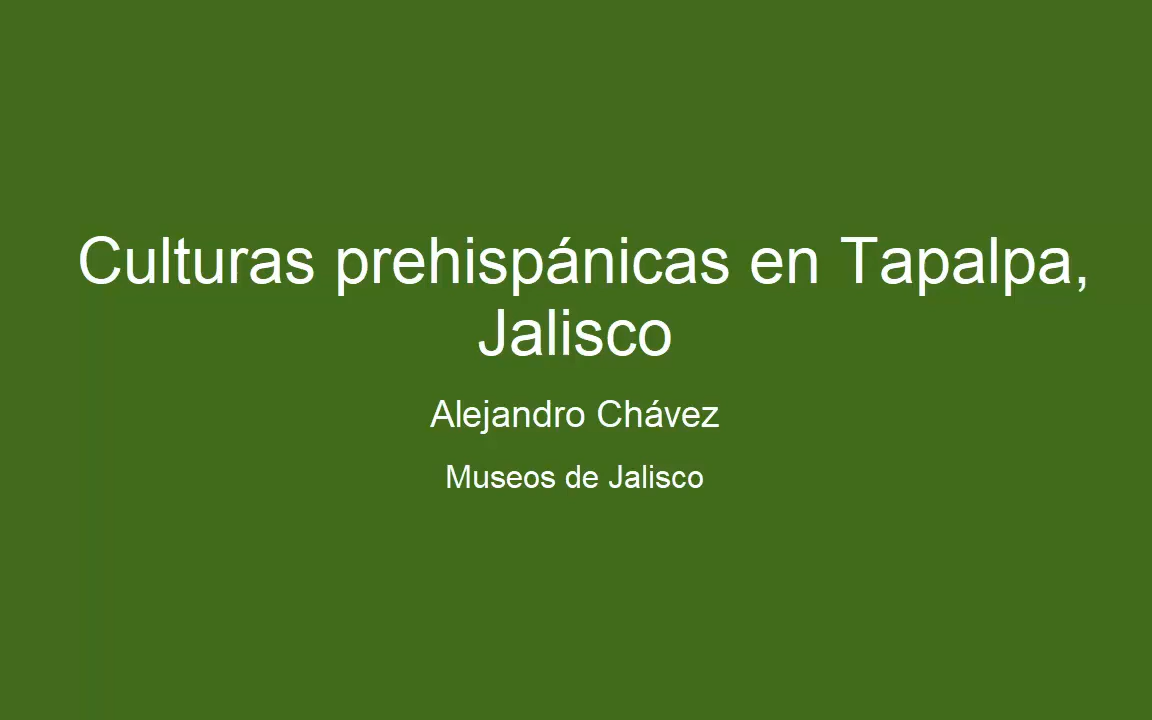 Culturas prehispánicas en Tapalpa,
Jalisco
Alejandro Chávez
Museos de Jalisco